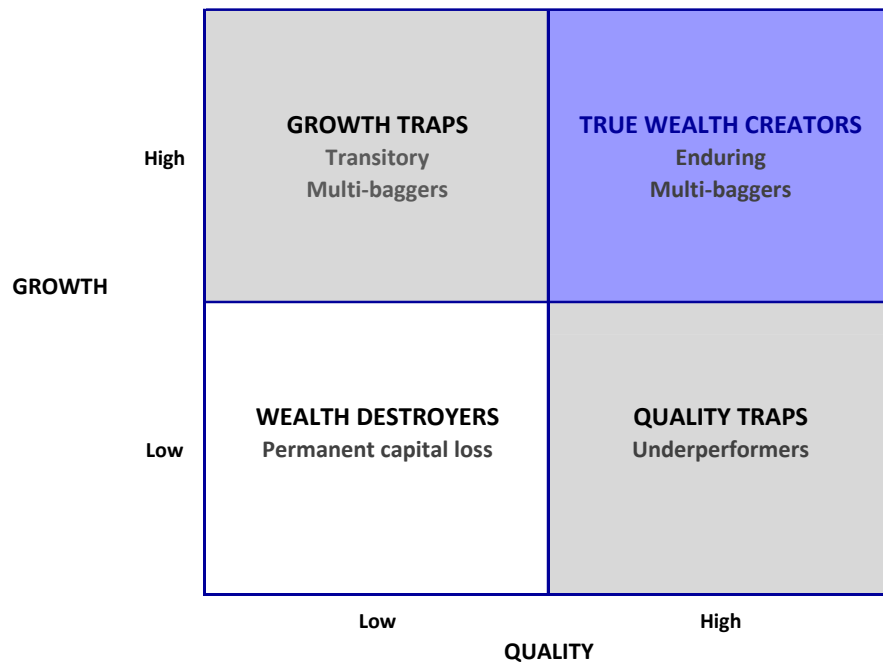 GROWTH TRAPS
Transitory
Multi-baggers
TRUE WEALTH CREATORS
Enduring
Multi-baggers
High
GROWTH
WEALTH DESTROYERS
Permanent capital loss
QUALITY TRAPS
Underperformers
Low
Low
High
QUALITY